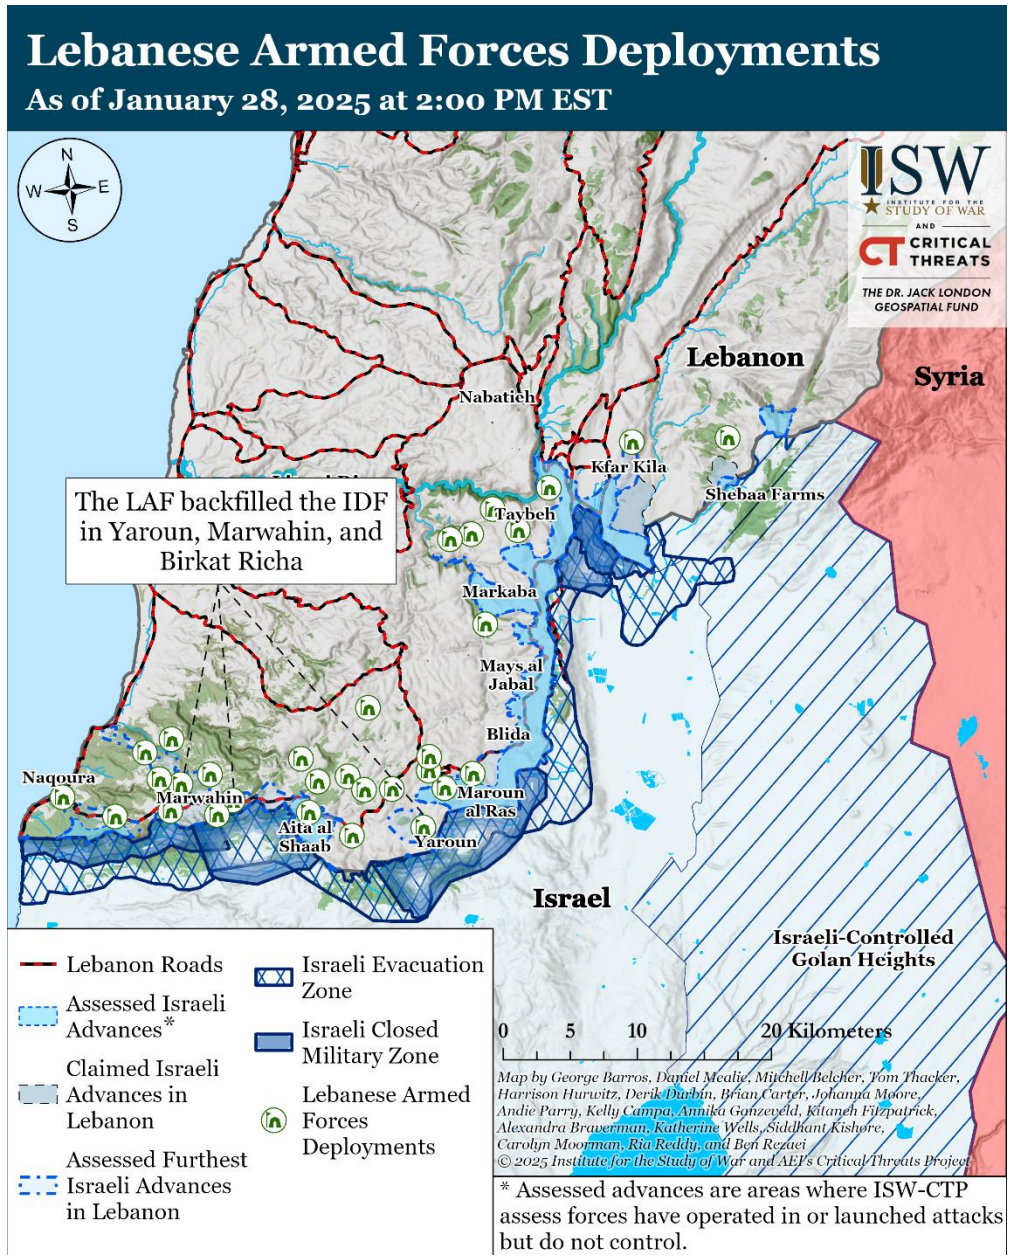 Lebanese Armed Forces Deployments
As of January 28, 2025 at 2:00 PM EST
N
W
E
S
ISW
INSTITUTE FOR THE
STUDY OF WAR
AND
CT CRITICAL
THREATS
THE DR. JACK LONDON
GEOSPATIAL FUND
Lebanon
Syria
Nabatieh
Kfar Kila
Shebaa Farms
The LAF backfilled the IDF
in Yaroun, Marwahin, and
Birkat Richa
Taybeh
Markaba
Mays al
Jabal
Blida
Naqoura
Marwahin
Maroun
al Ras
Aita al
Shaab
Yaroun
Israel
Israeli-Controlled
Golan Heights
Lebanon Roads
Assessed Israeli
Advances*
Claimed Israeli
Advances in
Lebanon
Assessed Furthest
Israeli Advances
in Lebanon
Israeli Evacuation
Zone
Israeli Closed
Military Zone
Lebanese Armed
Forces
Deployments
0 5 10 20 Kilometers
Map by George Barros, Daniel Mealie, Mitchell Belcher, Tom Thacker,
Harrison Hurwitz, Derik Durbin, Brian Carter, Johanna Moore,
Andie Parry, Kelly Campa, Annika Ganzeveld, Kitaneh Fitzpatrick,
Alexandra Braverman, Katherine Wells, Siddhant Kishore,
Carolyn Moorman, Ria Reddy, and Ben Rezaei
© 2025 Institute for the Study of War and AEI's Critical Threats Project
* Assessed advances are areas where ISW-CTP
assess forces have operated in or launched attacks
but do not control.